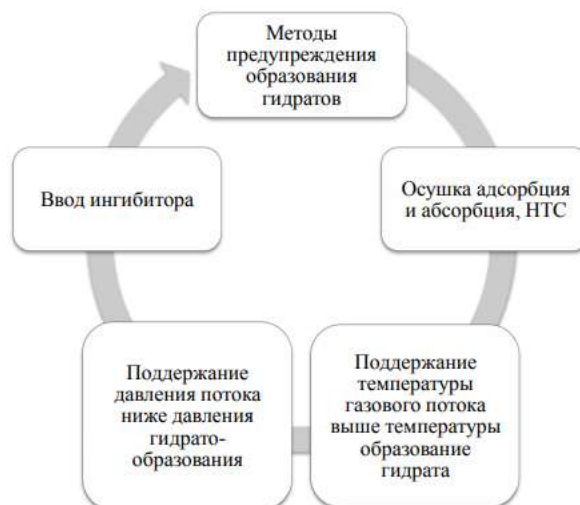 Методы
предупреждения
образования
гидратов
Осушка адсорбция
и абсорбция, НТС
Поддержание
температуры
газового потока
выше температуры
образование
гидрата
Поддержание
давления потока
ниже давления
гидрато-
образования
Ввод ингибитора